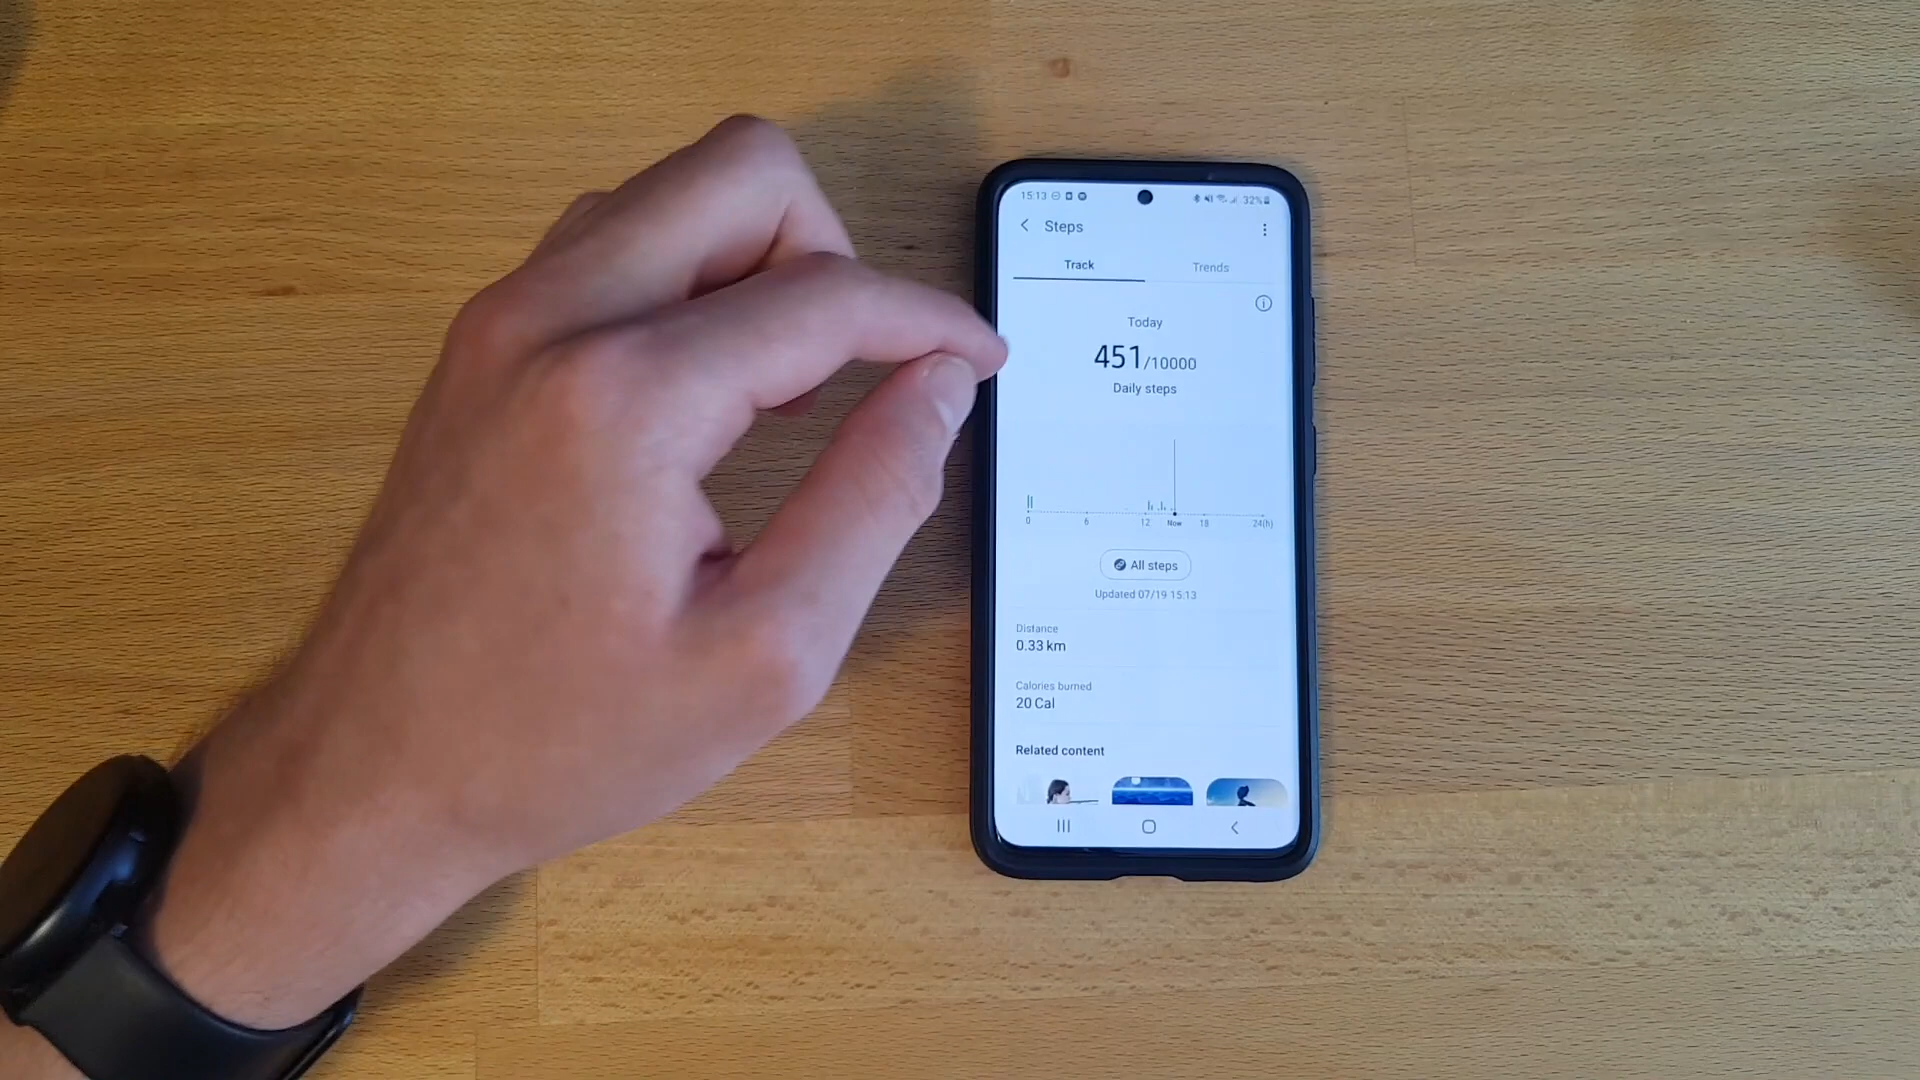 15:13 32%
Steps
Track Trends
Today
451/10000
Daily steps
0 6 12 Now 18 24(h)
All steps
Updated 07/19 15:13
Distance
0.33 km
Calories burned
20 Cal
Related content